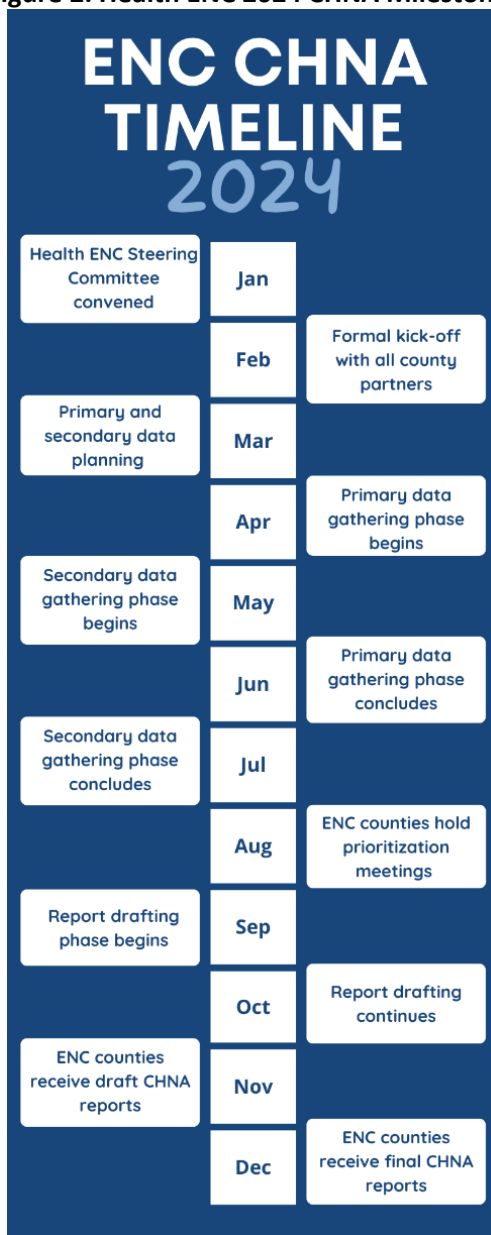 ENC CHNA
TIMELINE
2024
Health ENC Steering
Committee
convened
Jan
Feb
Formal kick-off
with all county
partners
Primary and
secondary data
planning
Mar
Apr
Primary data
gathering phase
begins
Secondary data
gathering phase
begins
May
Jun
Primary data
gathering phase
concludes
Secondary data
gathering phase
concludes
Jul
Aug
ENC counties hold
prioritization
meetings
Report drafting
phase begins
Sep
Oct
Report drafting
continues
ENC counties
receive draft CHNA
reports
Nov
Dec
ENC counties
receive final CHNA
reports